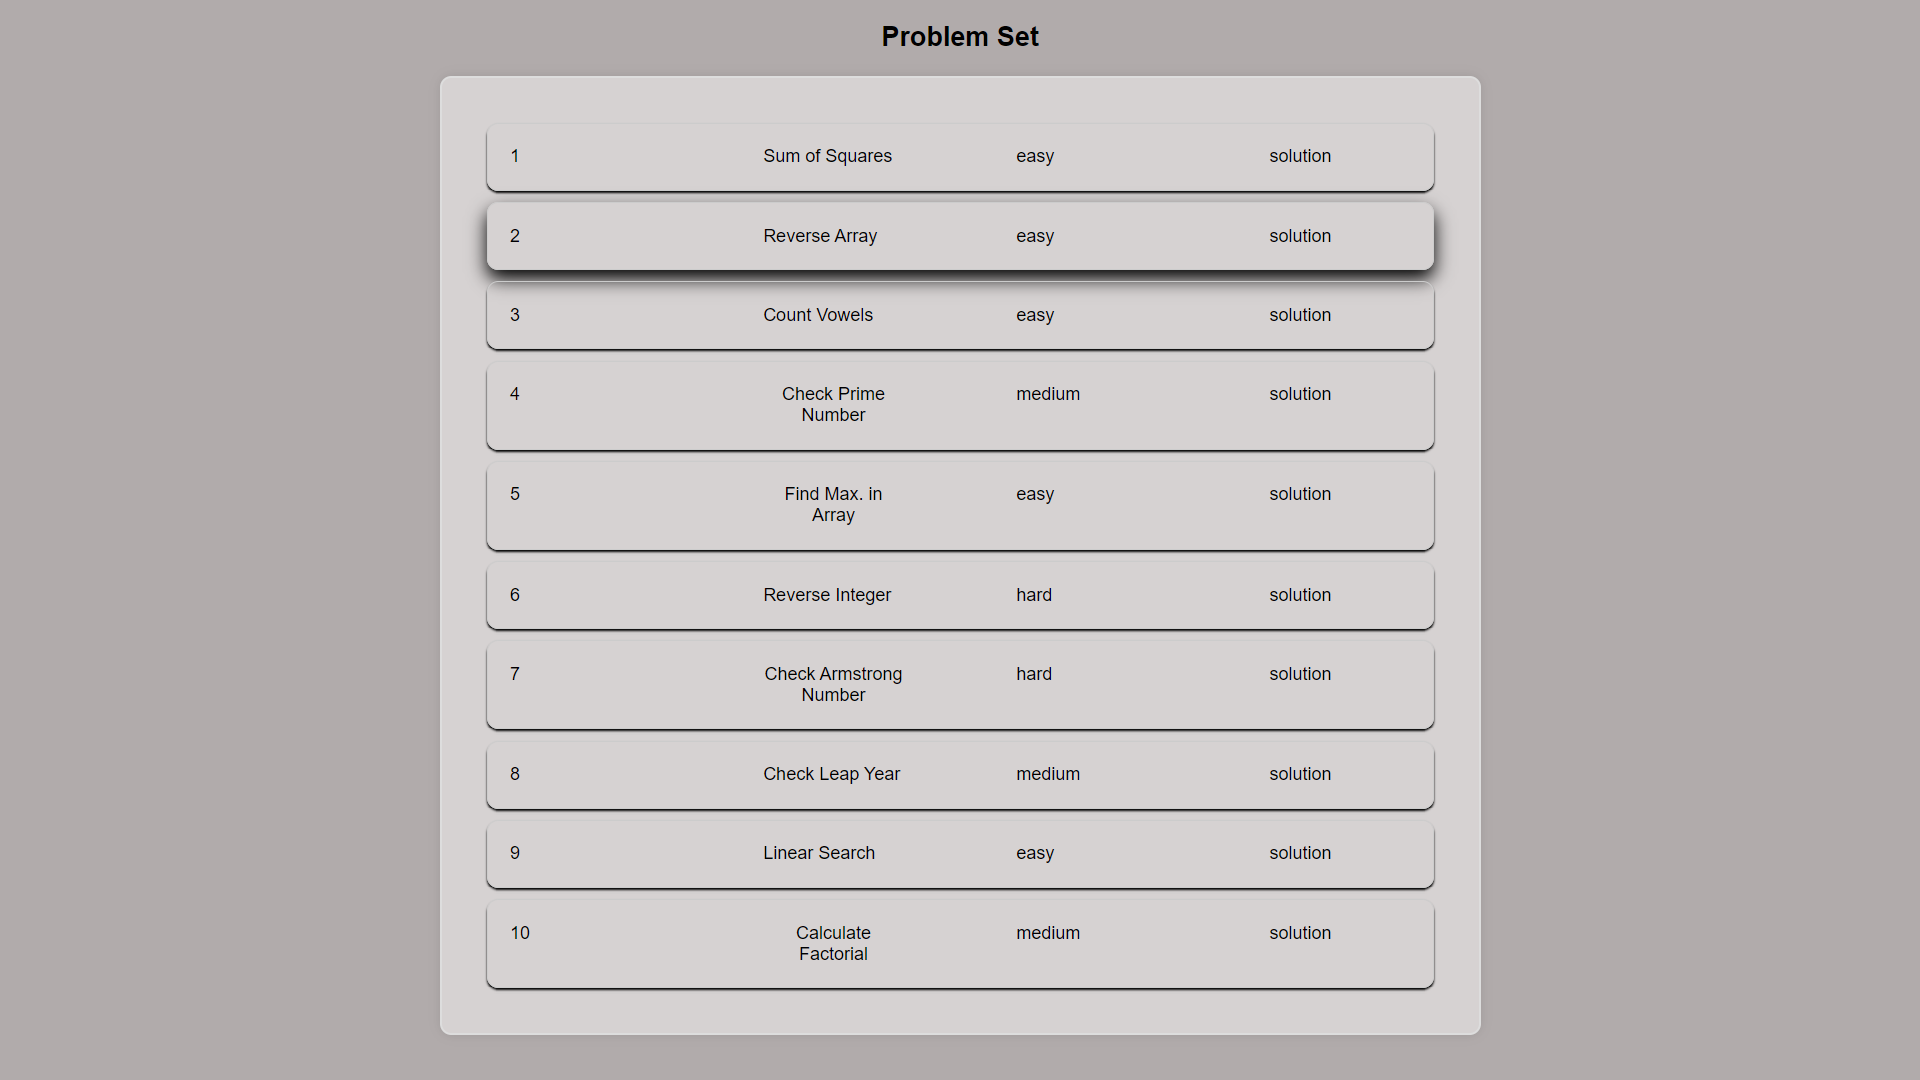 Problem Set
1 Sum of Squares easy solution
2 Reverse Array easy solution
3 Count Vowels easy solution
4 Check Prime medium solution
Number
5 Find Max. in easy solution
Array
6 Reverse Integer hard solution
7 Check Armstrong hard solution
Number
8 Check Leap Year medium solution
9 Linear Search easy solution
10 Calculate medium solution
Factorial